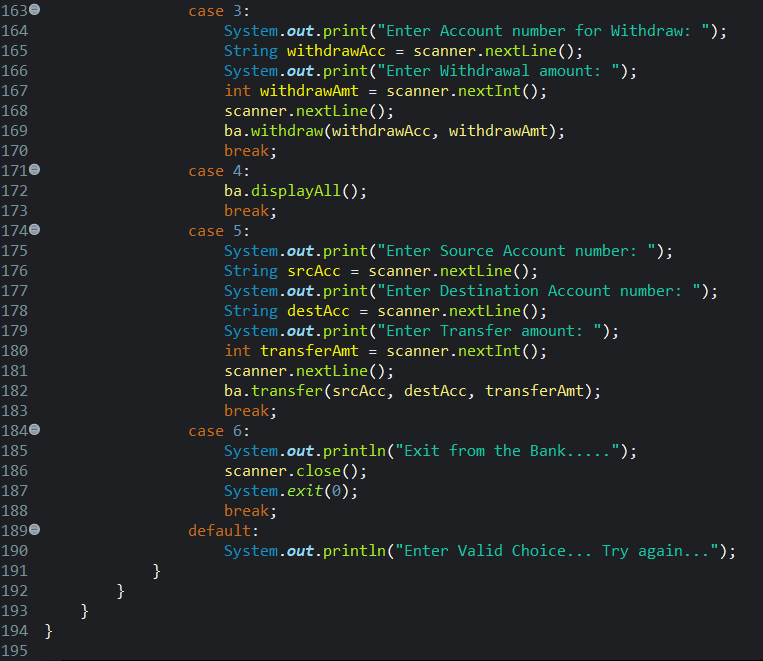 163 case 3:
164 System.out.print("Enter Account number for Withdraw: ");
165 String withdrawAcc = scanner.nextLine();
166 System.out.print("Enter Withdrawal amount: ");
167 int withdrawAmt = scanner.nextInt();
168 scanner.nextLine();
169 ba.withdraw(withdrawAcc, withdrawAmt);
170 break;
171 case 4:
172 ba.displayAll();
173 break;
174 case 5:
175 System.out.print("Enter Source Account number: ");
176 String srcAcc = scanner.nextLine();
177 System.out.print("Enter Destination Account number: ");
178 String destAcc = scanner.nextLine();
179 System.out.print("Enter Transfer amount: ");
180 int transferAmt = scanner.nextInt();
181 scanner.nextLine();
182 ba.transfer(srcAcc, destAcc, transferAmt);
183 break;
184 case 6:
185 System.out.println("Exit from the Bank.....");
186 scanner.close();
187 System.exit(0);
188 break;
189 default:
190 System.out.println("Enter Valid Choice... Try again...");
191 }
192 }
193 }
194 }
195